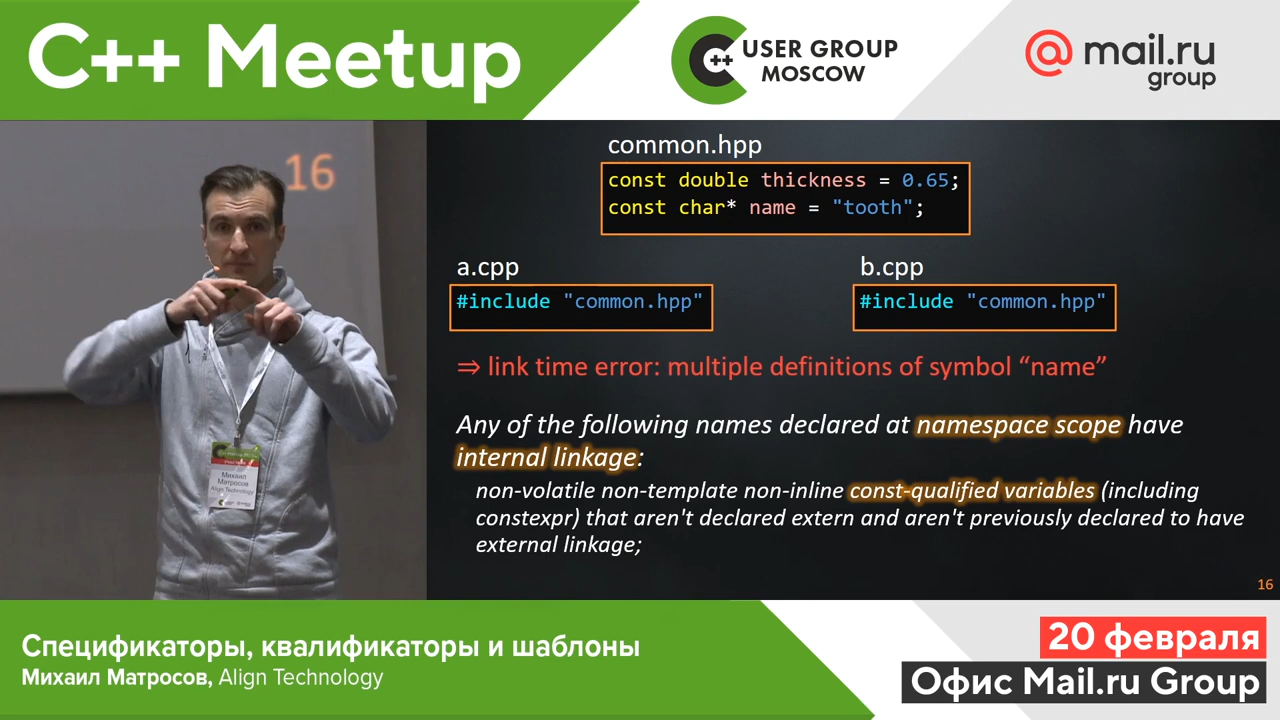 C++ Meetup
C++ USER GROUP
MOSCOW
@mail.ru
group
16
common.hpp
const double thickness = 0.65;
const char* name = "tooth";
a.cpp
b.cpp
#include "common.hpp"
#include "common.hpp"
⇒ link time error: multiple definitions of symbol “name”
Any of the following names declared at namespace scope have
internal linkage:
non-volatile non-template non-inline const-qualified variables (including
constexpr) that aren't declared extern and aren't previously declared to have
external linkage;
16
Михаил
Матросов
Align Technology
Спецификаторы, квалификаторы и шаблоны
Михаил Матросов, Align Technology
20 февраля
Офис Mail.ru Group